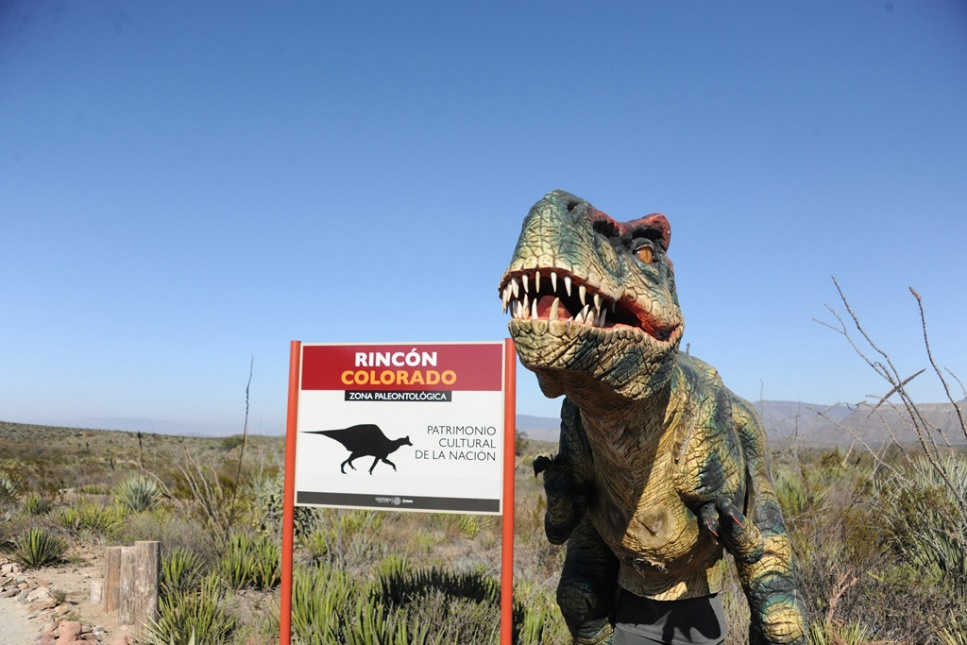 RINCÓN
COLORADO
ZONA PALEONTOLÓGICA
PATRIMONIO
CULTURAL
DE LA NACIÓN